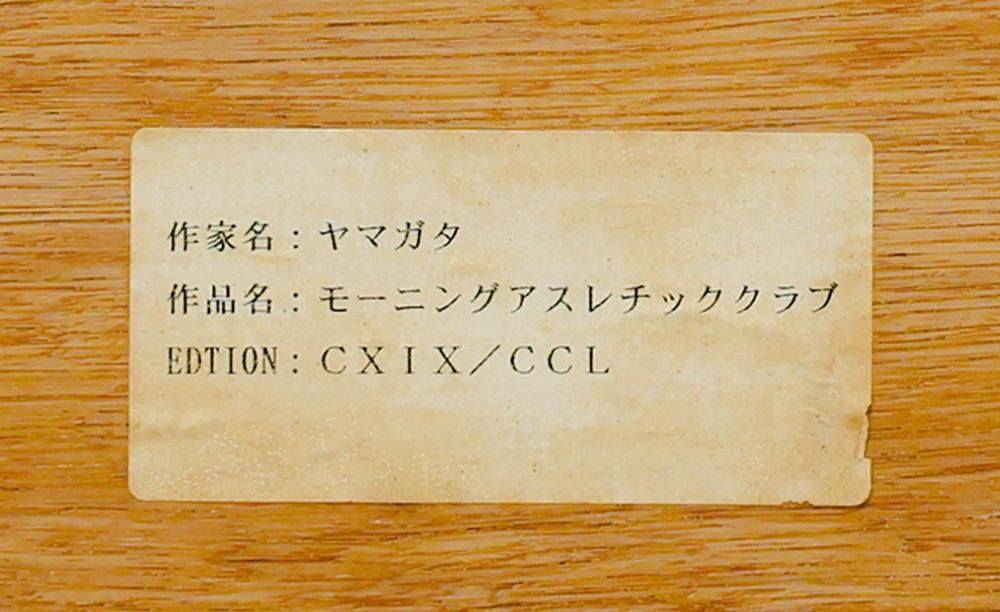 作家名：ヤマガタ
作品名：モーニングアスレチッククラブ
EDTION：ＣＸＩＸ／ＣＣＬ